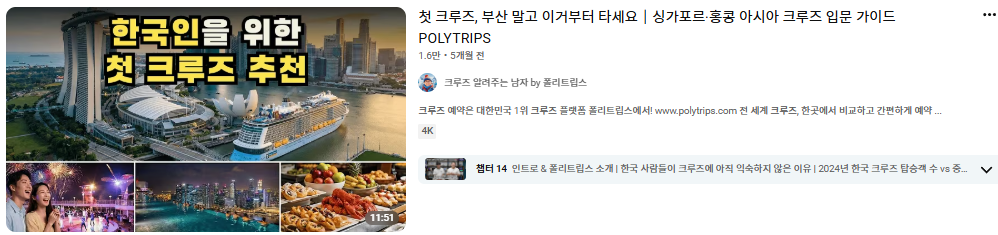 한국인을 위한
첫 크루즈 추천
11:51
첫 크루즈, 부산 말고 이거부터 타세요 | 싱가포르·홍콩 아시아 크루즈 입문 가이드
POLYTRIPS
1.6만 • 5개월 전
크루즈 알려주는 남자 by 폴리트립스
크루즈 예약은 대한민국 1위 크루즈 플랫폼 폴리트립스에서! www.polytrips.com 전 세계 크루즈, 한곳에서 비교하고 간편하게 예약 ...
4K
챕터 14 인트로 & 폴리트립스 소개 | 한국 사람들이 크루즈에 아직 익숙하지 않은 이유 | 2024년 한국 크루즈 탑승객 수 vs 중...